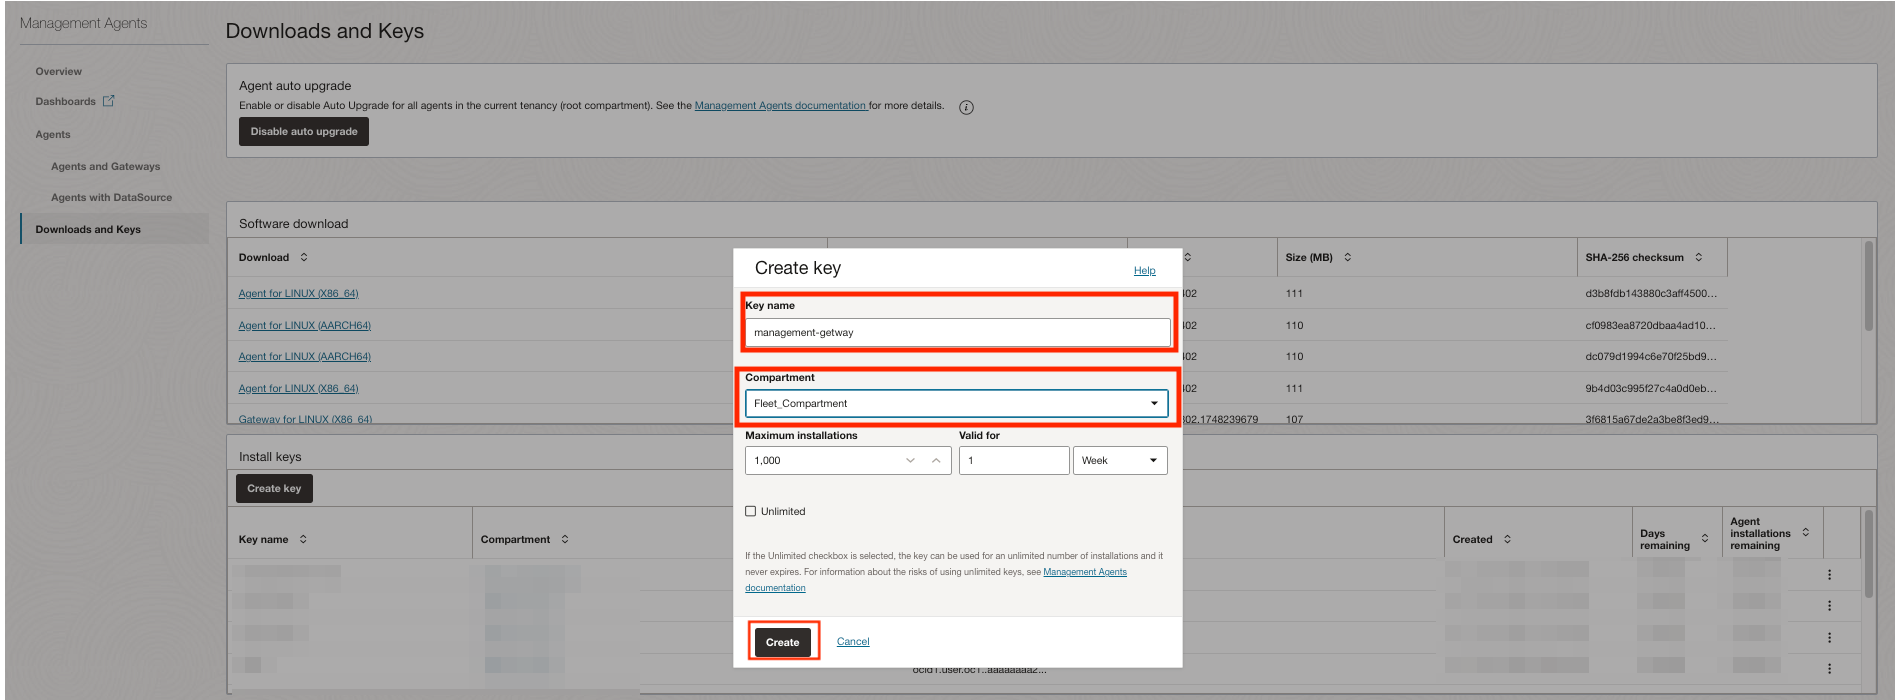 Management Agents
Overview
Dashboards
Agents
Agents and Gateways
Agents with DataSource
Downloads and Keys
Downloads and Keys
Agent auto upgrade
Enable or disable Auto Upgrade for all agents in the current tenancy (root compartment). See the Management Agents documentation for more details.
Disable auto upgrade
Software download
Download Size (MB) SHA-256 checksum
Agent for LINUX (X86_64) 111 d3b8fdb143880c3aff4500...
Agent for LINUX (AARCH64) 110 cf0983ea8720dbaa4ad10...
Agent for LINUX (AARCH64) 110 dc079d1994c6e70f25bd9...
Agent for LINUX (X86_64) 111 9b4d03c995f27c4a0d0eb...
Gateway for LINUX (X86_64) 02.1748239679 107 3f6815a67de2a3be8f3ed9...
Install keys
Create key
Key name Compartment Created Days remaining Agent installations remaining
Create key
Help
Key name
management-getway
Compartment
Fleet_Compartment
Maximum installations Valid for
1,000 1 Week
Unlimited
If the Unlimited checkbox is selected, the key can be used for an unlimited number of installations and it
never expires. For information about the risks of using unlimited keys, see Management Agents
documentation
Create Cancel